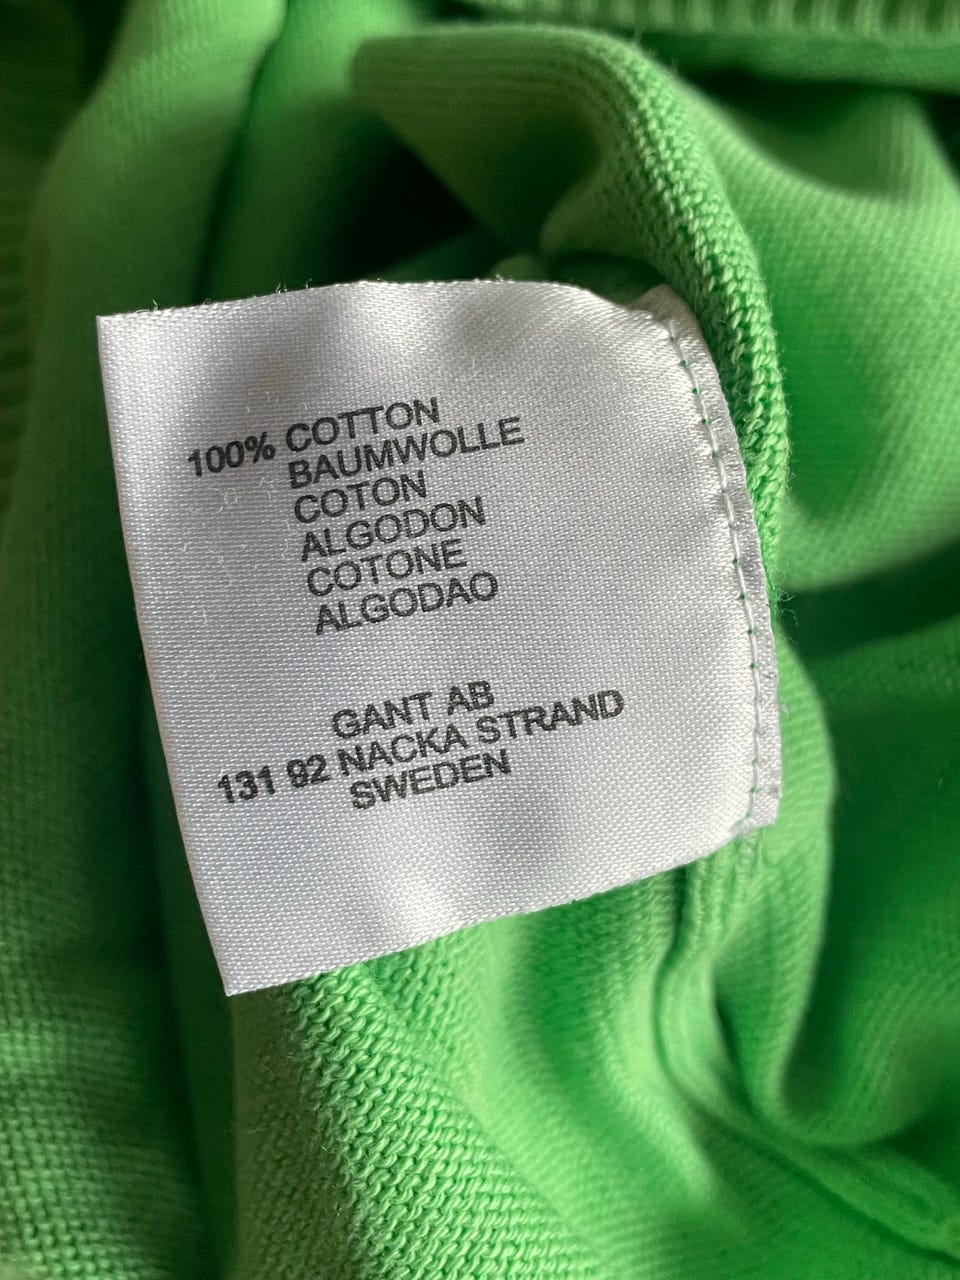 100% COTTON
BAUMWOLLE
COTON
ALGODON
COTONE
ALGODAO
GANT AB
131 92 NACKA STRAND
SWEDEN